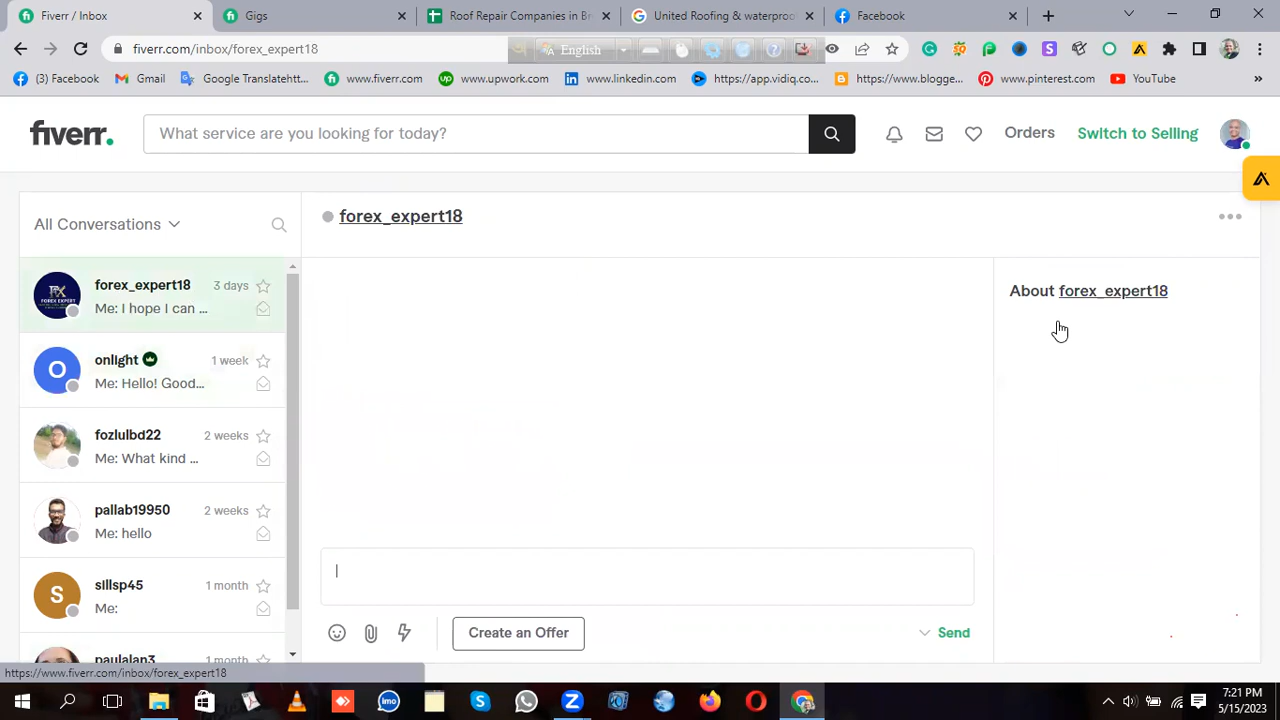 Fiverr / Inbox
Gigs
Roof Repair Companies in Br
United Roofing & waterproo
Facebook
fiverr.com/inbox/forex_expert18
English
(3) Facebook
Gmail
Google Translatehtt...
www.fiverr.com
www.upwork.com
www.linkedin.com
https://app.vidiq.co...
https://www.blogge...
www.pinterest.com
YouTube
fiverr.
What service are you looking for today?
Orders
Switch to Selling
All Conversations
forex_expert18
forex_expert18
3 days
Me: I hope I can ...
About forex_expert18
onlight
1 week
Me: Hello! Good...
fozlulbd22
2 weeks
Me: What kind ...
pallab19950
2 weeks
Me: hello
S
sillsp45
1 month
Me:
paulalan3
1 month
O
Create an Offer
Send
https://www.fiverr.com/inbox/forex_expert18
7:21 PM
5/15/2023